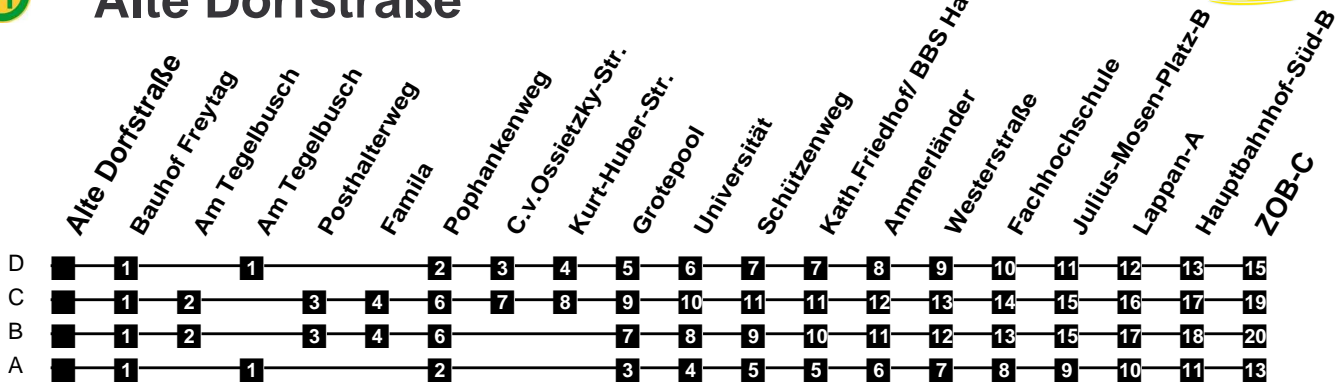 Alte Dorfstraße
Alte Dorfstraße
Bauhof Freytag
Am Tegelbusch
Am Tegelbusch
Posthalterweg
Famila
Pophankenweg
C.v.Ossietzky-Str.
Kurt-Huber-Str.
Grotepool
Universität
Schützenweg
Kath.Friedhof/ BBS Ha
Ammerländer
Westerstraße
Fachhochschule
Julius-Mosen-Platz-B
Lappan-A
Hauptbahnhof-Süd-B
ZOB-C
D 1 1 2 3 4 5 6 7 7 8 9 10 11 12 13 15
C 1 2 3 4 6 7 8 9 10 11 11 12 13 14 15 16 17 19
B 1 2 3 4 6 7 8 9 10 11 12 13 15 17 18 20
A 1 1 2 3 4 5 5 6 7 8 9 10 11 13